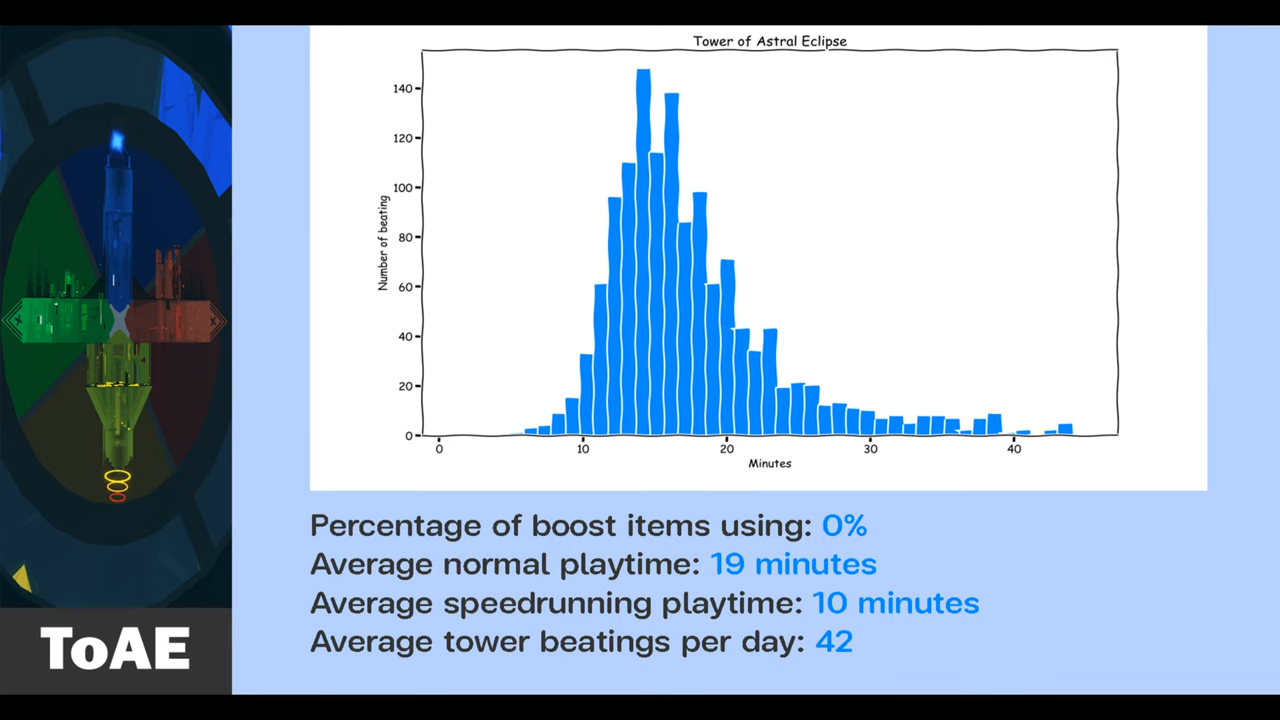 Tower of Astral Eclipse
140
120
100
80
60
40
20
0
Number of beating
0 10 20 30 40
Minutes
Percentage of boost items using: 0%
Average normal playtime: 19 minutes
Average speedrunning playtime: 10 minutes
Average tower beatings per day: 42
ToAE